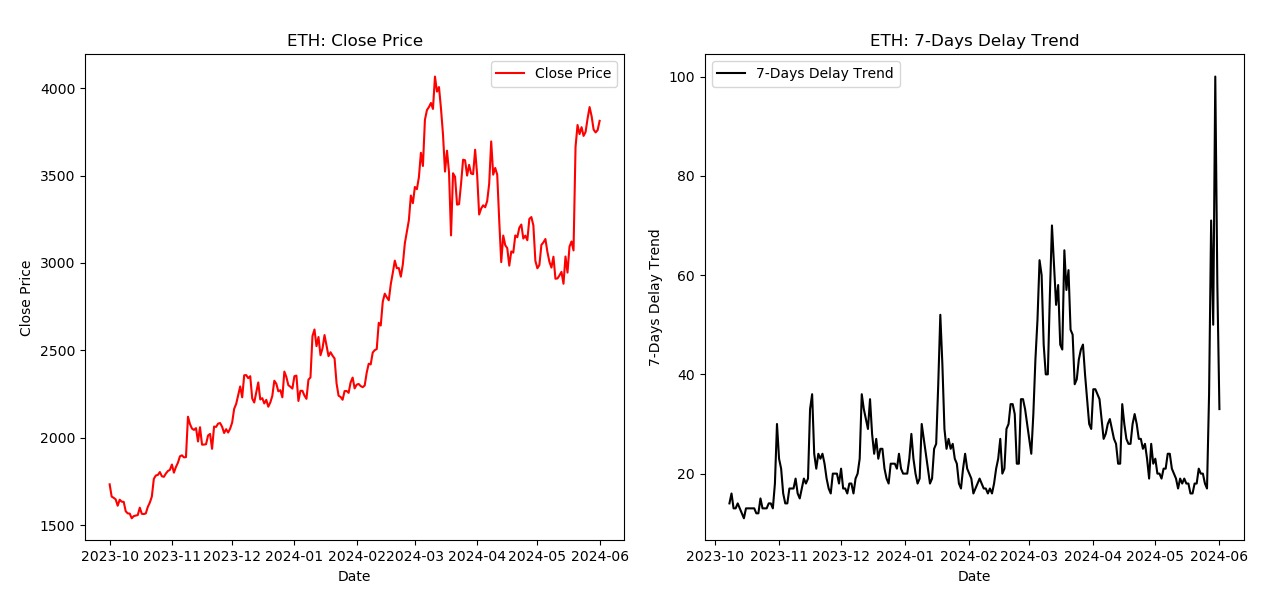 ETH: Close Price
Close Price
4000
3500
3000
2500
2000
1500
Close Price
2023-10 2023-11 2023-12 2024-01 2024-02 2024-03 2024-04 2024-05 2024-06
Date
ETH: 7-Days Delay Trend
7-Days Delay Trend
100
80
60
40
20
7-Days Delay Trend
2023-10 2023-11 2023-12 2024-01 2024-02 2024-03 2024-04 2024-05 2024-06
Date